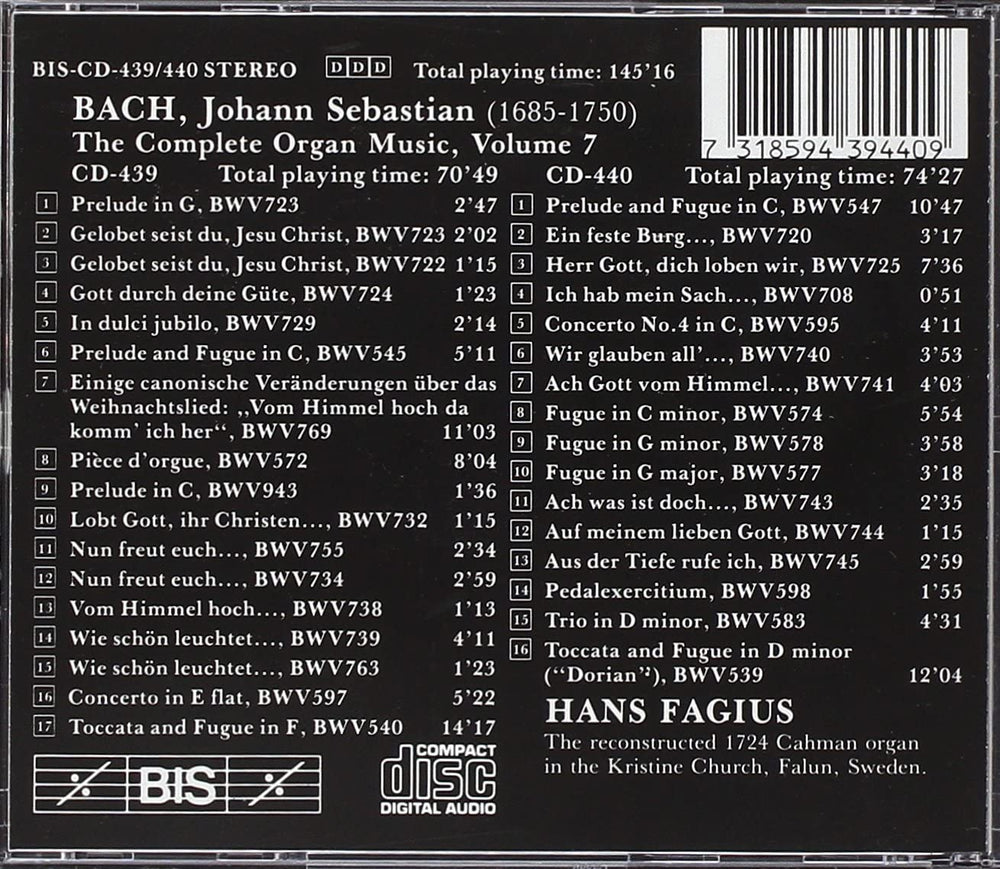 BIS-CD-439/440 STEREO DDD Total playing time: 145'16
BACH, Johann Sebastian (1685-1750)
The Complete Organ Music, Volume 7
7 318594 394409
CD-439 Total playing time: 70'49
1 Prelude in G, BWV723 2'47
2 Gelobet seist du, Jesu Christ, BWV723 2'02
3 Gelobet seist du, Jesu Christ, BWV722 1'15
4 Gott durch deine Güte, BWV724 1'23
5 In dulci jubilo, BWV729 2'14
6 Prelude and Fugue in C, BWV545 5'11
7 Einige canonische Veränderungen über das
Weihnachtslied: „Vom Himmel hoch da
komm' ich her“, BWV769 11'03
8 Pièce d'orgue, BWV572 8'04
9 Prelude in C, BWV943 1'36
10 Lobt Gott, ihr Christen..., BWV732 1'15
11 Nun freut euch..., BWV755 2'34
12 Nun freut euch..., BWV734 2'59
13 Vom Himmel hoch..., BWV738 1'13
14 Wie schön leuchtet..., BWV739 4'11
15 Wie schön leuchtet..., BWV763 1'23
16 Concerto in E flat, BWV597 5'22
17 Toccata and Fugue in F, BWV540 14'17
BIS
COMPACT
disc
DIGITAL AUDIO
CD-440 Total playing time: 74'27
1 Prelude and Fugue in C, BWV547 10'47
2 Ein feste Burg..., BWV720 3'17
3 Herr Gott, dich loben wir, BWV725 7'36
4 Ich hab mein Sach..., BWV708 0'51
5 Concerto No.4 in C, BWV595 4'11
6 Wir glauben all'..., BWV740 3'53
7 Ach Gott vom Himmel..., BWV741 4'03
8 Fugue in C minor, BWV574 5'54
9 Fugue in G minor, BWV578 3'58
10 Fugue in G major, BWV577 3'18
11 Ach was ist doch..., BWV743 2'35
12 Auf meinem lieben Gott, BWV744 1'15
13 Aus der Tiefe rufe ich, BWV745 2'59
14 Pedalexercitium, BWV598 1'55
15 Trio in D minor, BWV583 4'31
16 Toccata and Fugue in D minor
(“Dorian”), BWV539 12'04
HANS FAGIUS
The reconstructed 1724 Cahman organ
in the Kristine Church, Falun, Sweden.